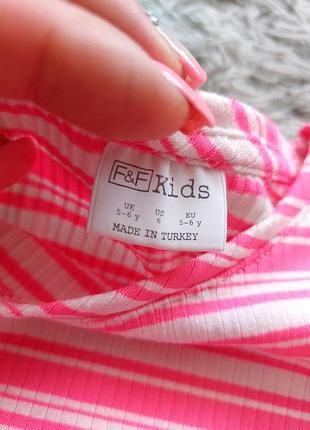 F&F Kids
UK US EU
5-6 y 6 5-6 y
MADE IN TURKEY